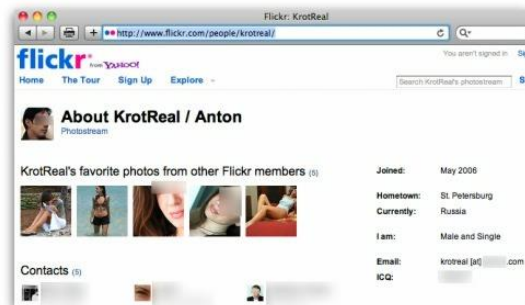 Flickr: KrotReal
http://www.flickr.com/people/krotreal/
flickr from YAHOO!
You aren't signed in
Home The Tour Sign Up Explore
Search KrotReal's photostream
About KrotReal / Anton
Photostream
KrotReal's favorite photos from other Flickr members (5)
Joined: May 2006
Hometown: St. Petersburg
Currently: Russia
I am: Male and Single
Email: krotreal [at] .com
ICQ:
Contacts (5)